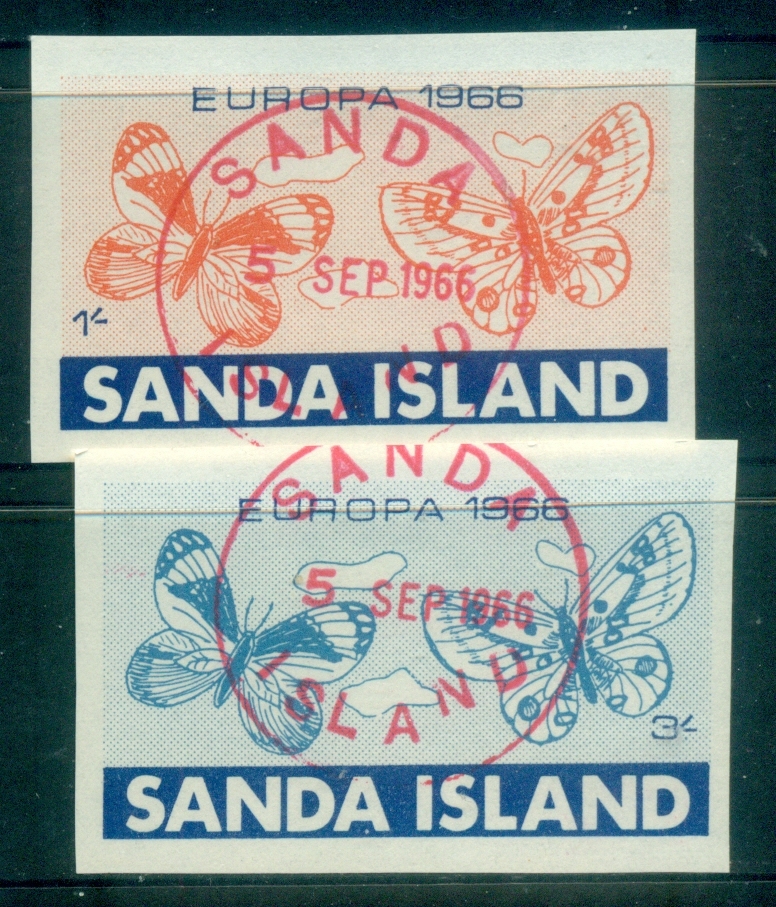 EUROPA 1966
SANDA
5 SEP 1966
ISLAND
1/-
SANDA ISLAND
SANDA
EUROPA 1966
5 SEP 1966
ISLAND
3/-
SANDA ISLAND